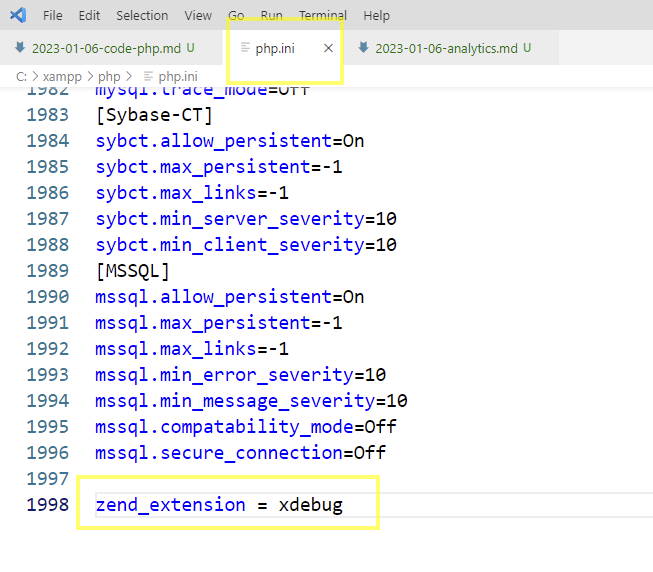 File Edit Selection View Go Run Terminal Help
2023-01-06-code-php.md U php.ini × 2023-01-06-analytics.md U
C: > xampp > php > php.ini
1982 mysql.trace_mode=Off
1983 [Sybase-CT]
1984 sybct.allow_persistent=On
1985 sybct.max_persistent=-1
1986 sybct.max_links=-1
1987 sybct.min_server_severity=10
1988 sybct.min_client_severity=10
1989 [MSSQL]
1990 mssql.allow_persistent=On
1991 mssql.max_persistent=-1
1992 mssql.max_links=-1
1993 mssql.min_error_severity=10
1994 mssql.min_message_severity=10
1995 mssql.compatability_mode=Off
1996 mssql.secure_connection=Off
1997
1998 zend_extension = xdebug